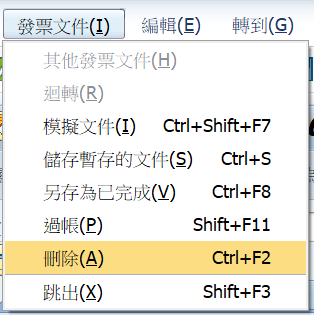 發票文件(I) 編輯(E) 轉到(G)
其他發票文件(H)
迴轉(R)
模擬文件(I) Ctrl+Shift+F7
儲存暫存的文件(S) Ctrl+S
另存為已完成(V) Ctrl+F8
過帳(P) Shift+F11
刪除(A) Ctrl+F2
跳出(X) Shift+F3